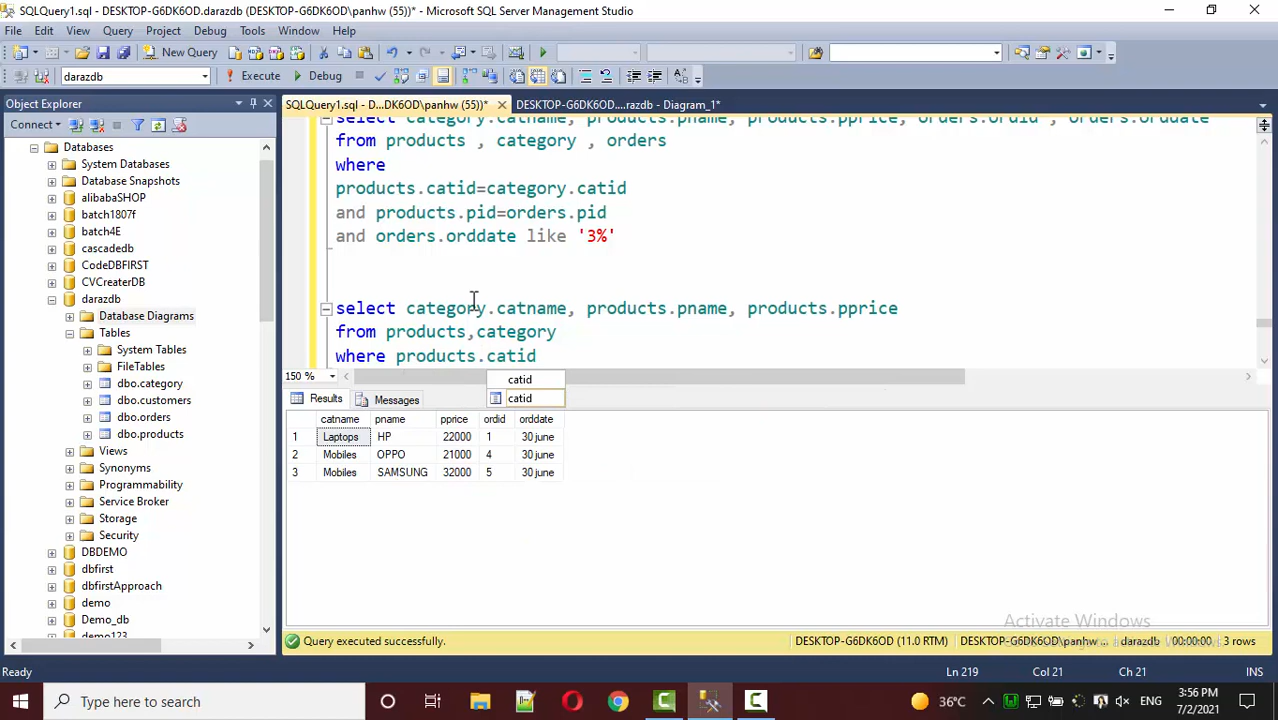 SQLQuery1.sql - DESKTOP-G6DK6OD.darazdb (DESKTOP-G6DK6OD\panhw (55))* - Microsoft SQL Server Management Studio
File Edit View Query Project Debug Tools Window Help
New Query
darazdb Execute Debug
Object Explorer
SQLQuery1.sql - D...DK6OD\panhw (55))* DESKTOP-G6DK6OD....razdb - Diagram_1*
Connect
Databases
System Databases
Database Snapshots
alibabaSHOP
batch1807f
batch4E
cascadedb
CodeDBFIRST
CVCreaterDB
darazdb
Database Diagrams
Tables
System Tables
FileTables
dbo.category
dbo.customers
dbo.orders
dbo.products
Views
Synonyms
Programmability
Service Broker
Storage
Security
DBDEMO
dbfirst
dbfirstApproach
demo
Demo_db
demo123
select category.catname, products.pname, products.pprice, orders.ordid , orders.orddate
from products , category , orders
where
products.catid=category.catid
and products.pid=orders.pid
and orders.orddate like '3%'
select category.catname, products.pname, products.pprice
from products,category
where products.catid
150 %
catid
catid
Results Messages
catname pname pprice ordid orddate
1 Laptops HP 22000 1 30 june
2 Mobiles OPPO 21000 4 30 june
3 Mobiles SAMSUNG 32000 5 30 june
Activate Windows
Query executed successfully. DESKTOP-G6DK6OD (11.0 RTM) DESKTOP-G6DK6OD\panhw... darazdb 00:00:00 3 rows
Ready Ln 219 Col 21 Ch 21 INS
Type here to search 36°C ENG 3:56 PM
7/2/2021